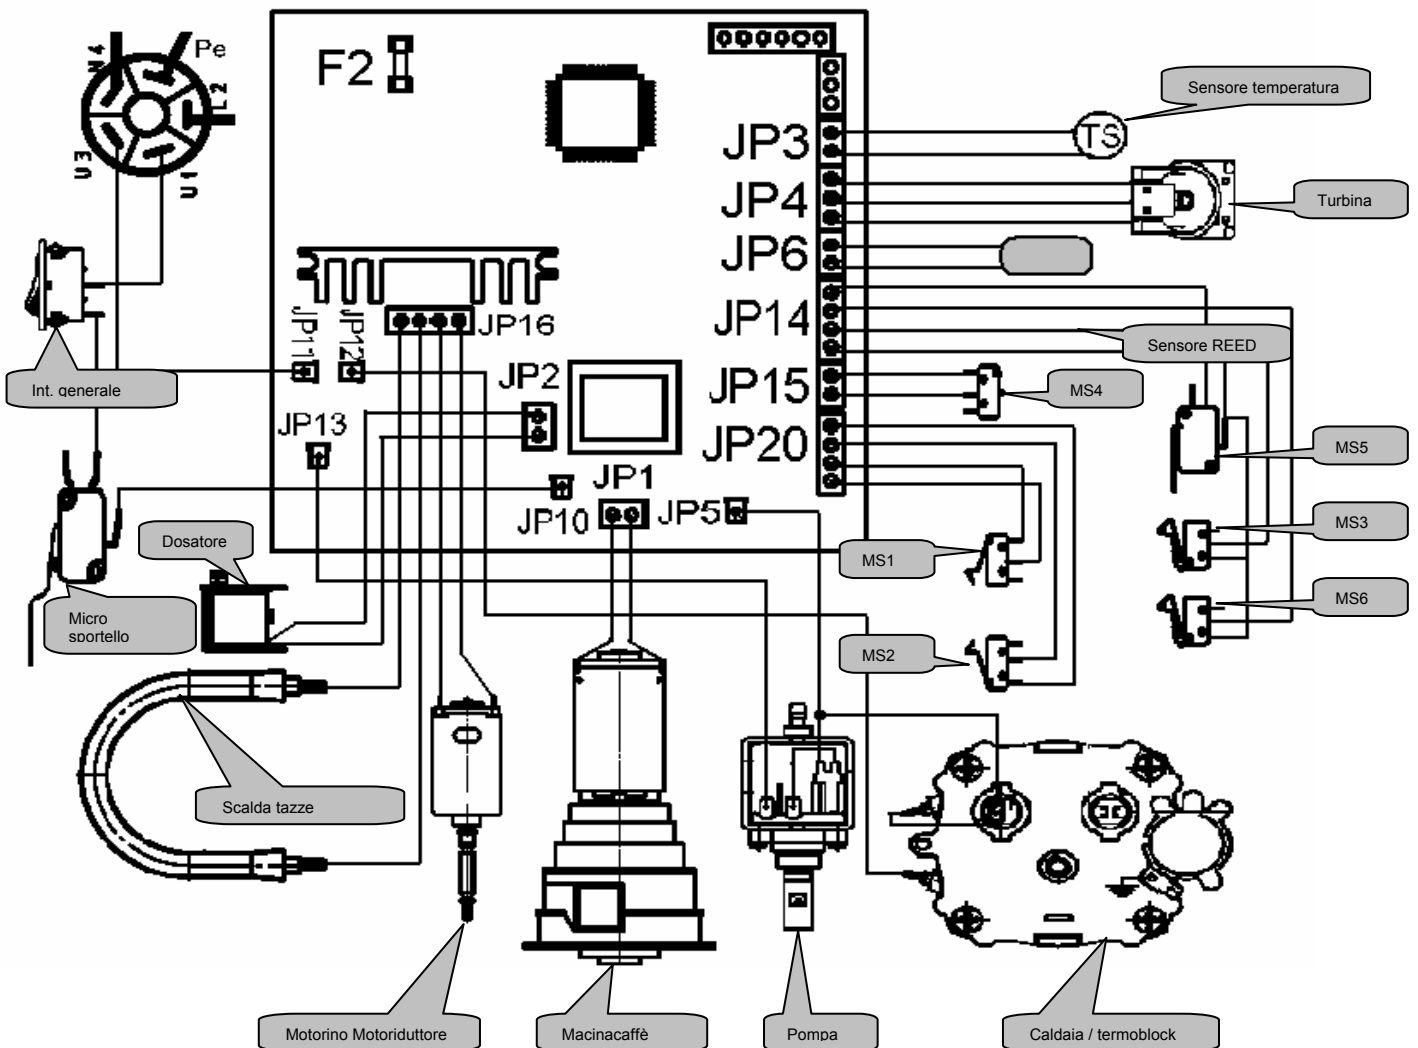 N4
Pe
L2
U3
U1
F2
Sensore temperatura
JP3
TS
JP4
Turbina
JP6
JP14
Sensore REED
JP11
JP12
JP16
Int. generale
JP2
JP15
MS4
JP13
JP20
MS5
JP1
JP10
JP5
MS3
Dosatore
MS1
MS6
Micro
sportello
MS2
Scalda tazze
Motorino Motoriduttore
Macinacaffè
Pompa
Caldaia / termoblock